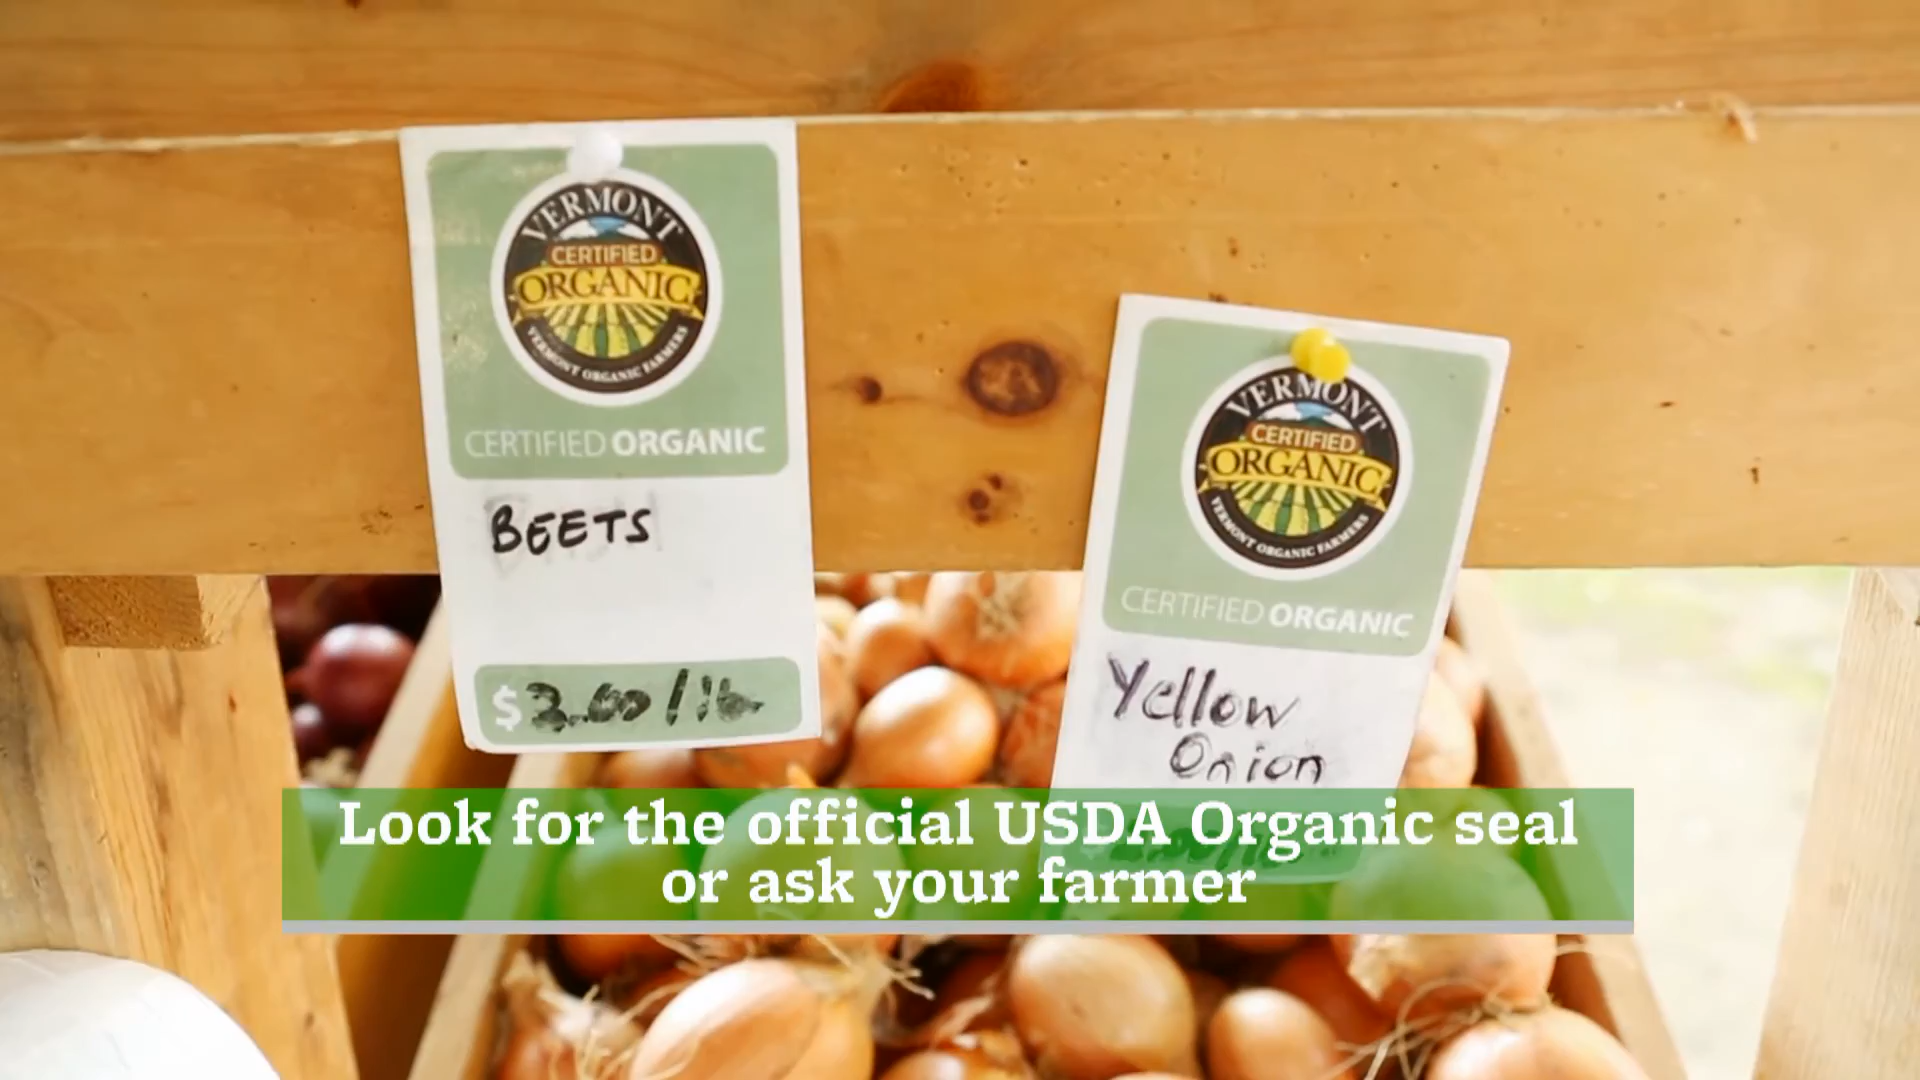 VERMONT
CERTIFIED
ORGANIC
VERMONT ORGANIC FARMERS
CERTIFIED ORGANIC
BEETS
$3.00/lb
VERMONT
CERTIFIED
ORGANIC
VERMONT ORGANIC FARMERS
CERTIFIED ORGANIC
Yellow
Onion
Look for the official USDA Organic seal
or ask your farmer